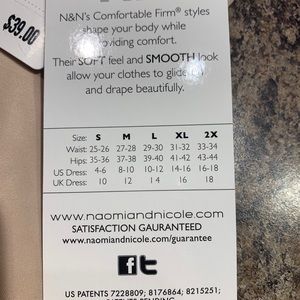 $39.00
N&N's Comfortable Firm® styles
shape your body while
providing comfort.
Their SOFT feel and SMOOTH look
allow your clothes to glide
and drape beautifully.
Size: S M L XL 2X
Waist: 25-26 27-28 29-30 31-32 33-34
Hips: 35-36 37-38 39-40 41-42 43-44
US Dress: 4-6 8-10 10-12 14-16 16-18
UK Dress: 10 12 14 16 18
www.naomiandnicole.com
SATISFACTION GAURANTEED
www.naomiandnicole.com/guarantee
f t
US PATENTS 7228809; 8176864; 8215251;
PATENTS PENDING